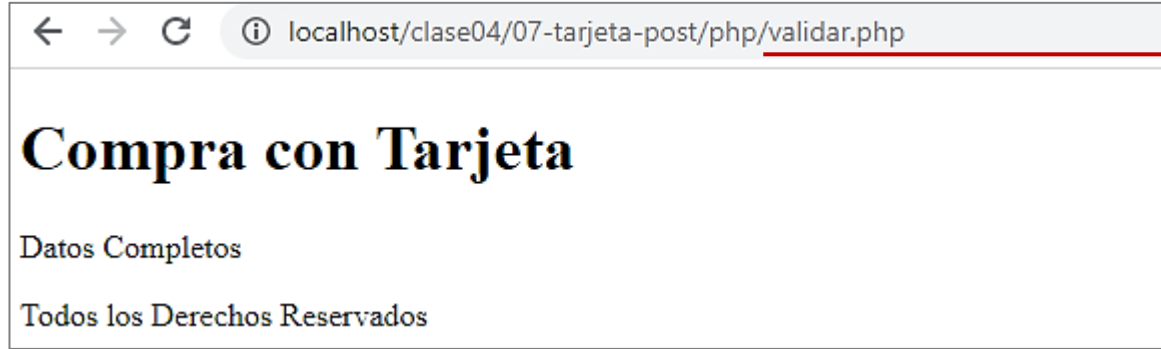 localhost/clase04/07-tarjeta-post/php/validar.php
Compra con Tarjeta
Datos Completos
Todos los Derechos Reservados